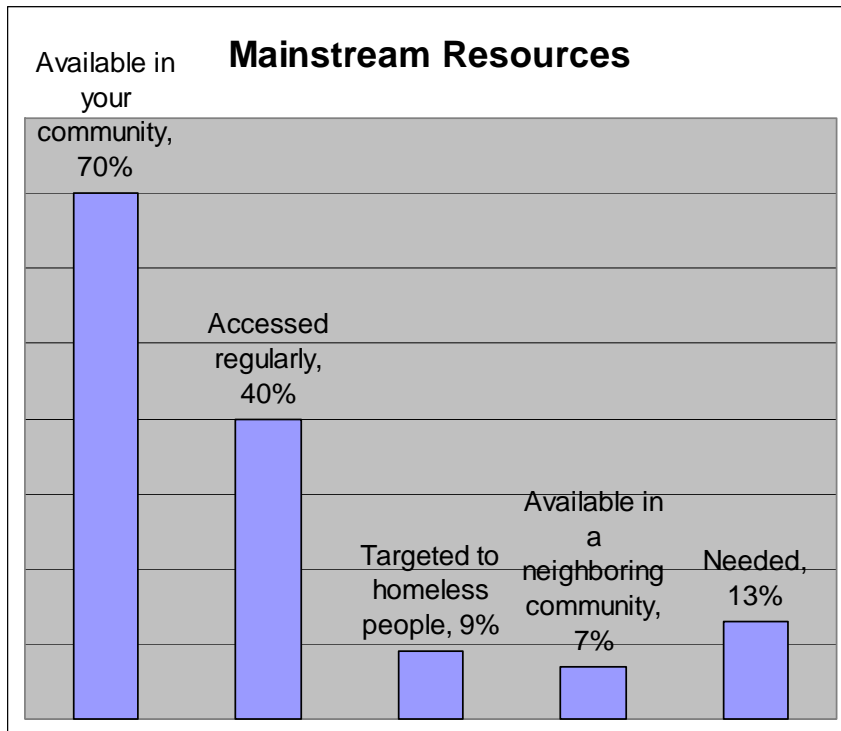 Mainstream Resources
Available in
your
community,
70%
Accessed
regularly,
40%
Targeted to
homeless
people, 9%
Available in
a
neighboring
community,
7%
Needed,
13%